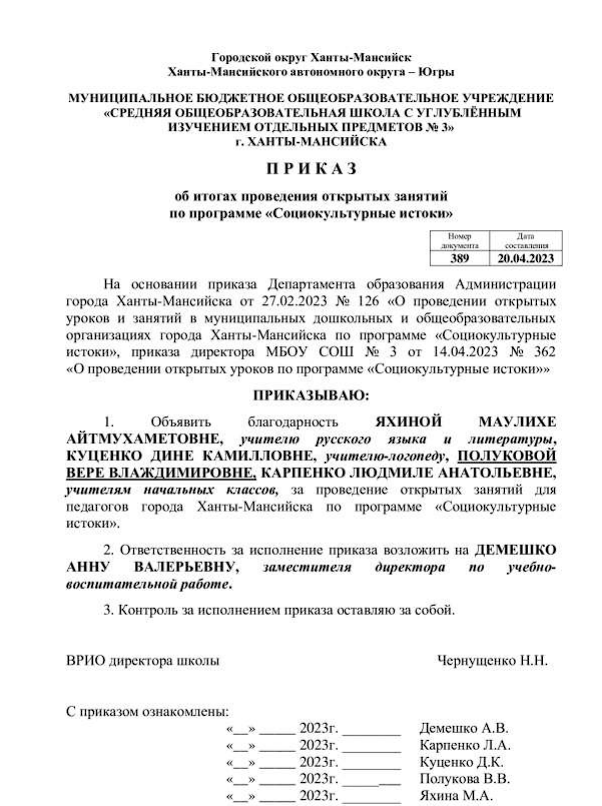 Городской округ Ханты-Мансийск
Ханты-Мансийского автономного округа – Югры
МУНИЦИПАЛЬНОЕ БЮДЖЕТНОЕ ОБЩЕОБРАЗОВАТЕЛЬНОЕ УЧРЕЖДЕНИЕ
«СРЕДНЯЯ ОБЩЕОБРАЗОВАТЕЛЬНАЯ ШКОЛА С УГЛУБЛЁННЫМ
ИЗУЧЕНИЕМ ОТДЕЛЬНЫХ ПРЕДМЕТОВ № 3»
г. ХАНТЫ-МАНСИЙСКА
П Р И К А З
об итогах проведения открытых занятий
по программе «Социокультурные истоки»
Номер документа Дата составления
389 20.04.2023
На основании приказа Департамента образования Администрации
города Ханты-Мансийска от 27.02.2023 № 126 «О проведении открытых
уроков и занятий в муниципальных дошкольных и общеобразовательных
организациях города Ханты-Мансийска по программе «Социокультурные
истоки», приказа директора МБОУ СОШ № 3 от 14.04.2023 № 362
«О проведении открытых уроков по программе «Социокультурные истоки»»
ПРИКАЗЫВАЮ:
1. Объявить благодарность ЯХИНОЙ МАУЛИХЕ
АЙТМУХАМЕТОВНЕ, учителю русского языка и литературы,
КУЦЕНКО ДИНЕ КАМИЛЛОВНЕ, учителю-логопеду, ПОЛУКОВОЙ
ВЕРЕ ВЛАЖДИМИРОВНЕ, КАРПЕНКО ЛЮДМИЛЕ АНАТОЛЬЕВНЕ,
учителям начальных классов, за проведение открытых занятий для
педагогов города Ханты-Мансийска по программе «Социокультурные
истоки».
2. Ответственность за исполнение приказа возложить на ДЕМЕШКО
АННУ ВАЛЕРЬЕВНУ, заместителя директора по учебно-
воспитательной работе.
3. Контроль за исполнением приказа оставляю за собой.
ВРИО директора школы Чернущенко Н.Н.
С приказом ознакомлены:
«__» _____ 2023г. ________ Демешко А.В.
«__» _____ 2023г. ________ Карпенко Л.А.
«__» _____ 2023г. ________ Куценко Д.К.
«__» _____ 2023г. ________ Полукова В.В.
«__» _____ 2023г. ________ Яхина М.А.